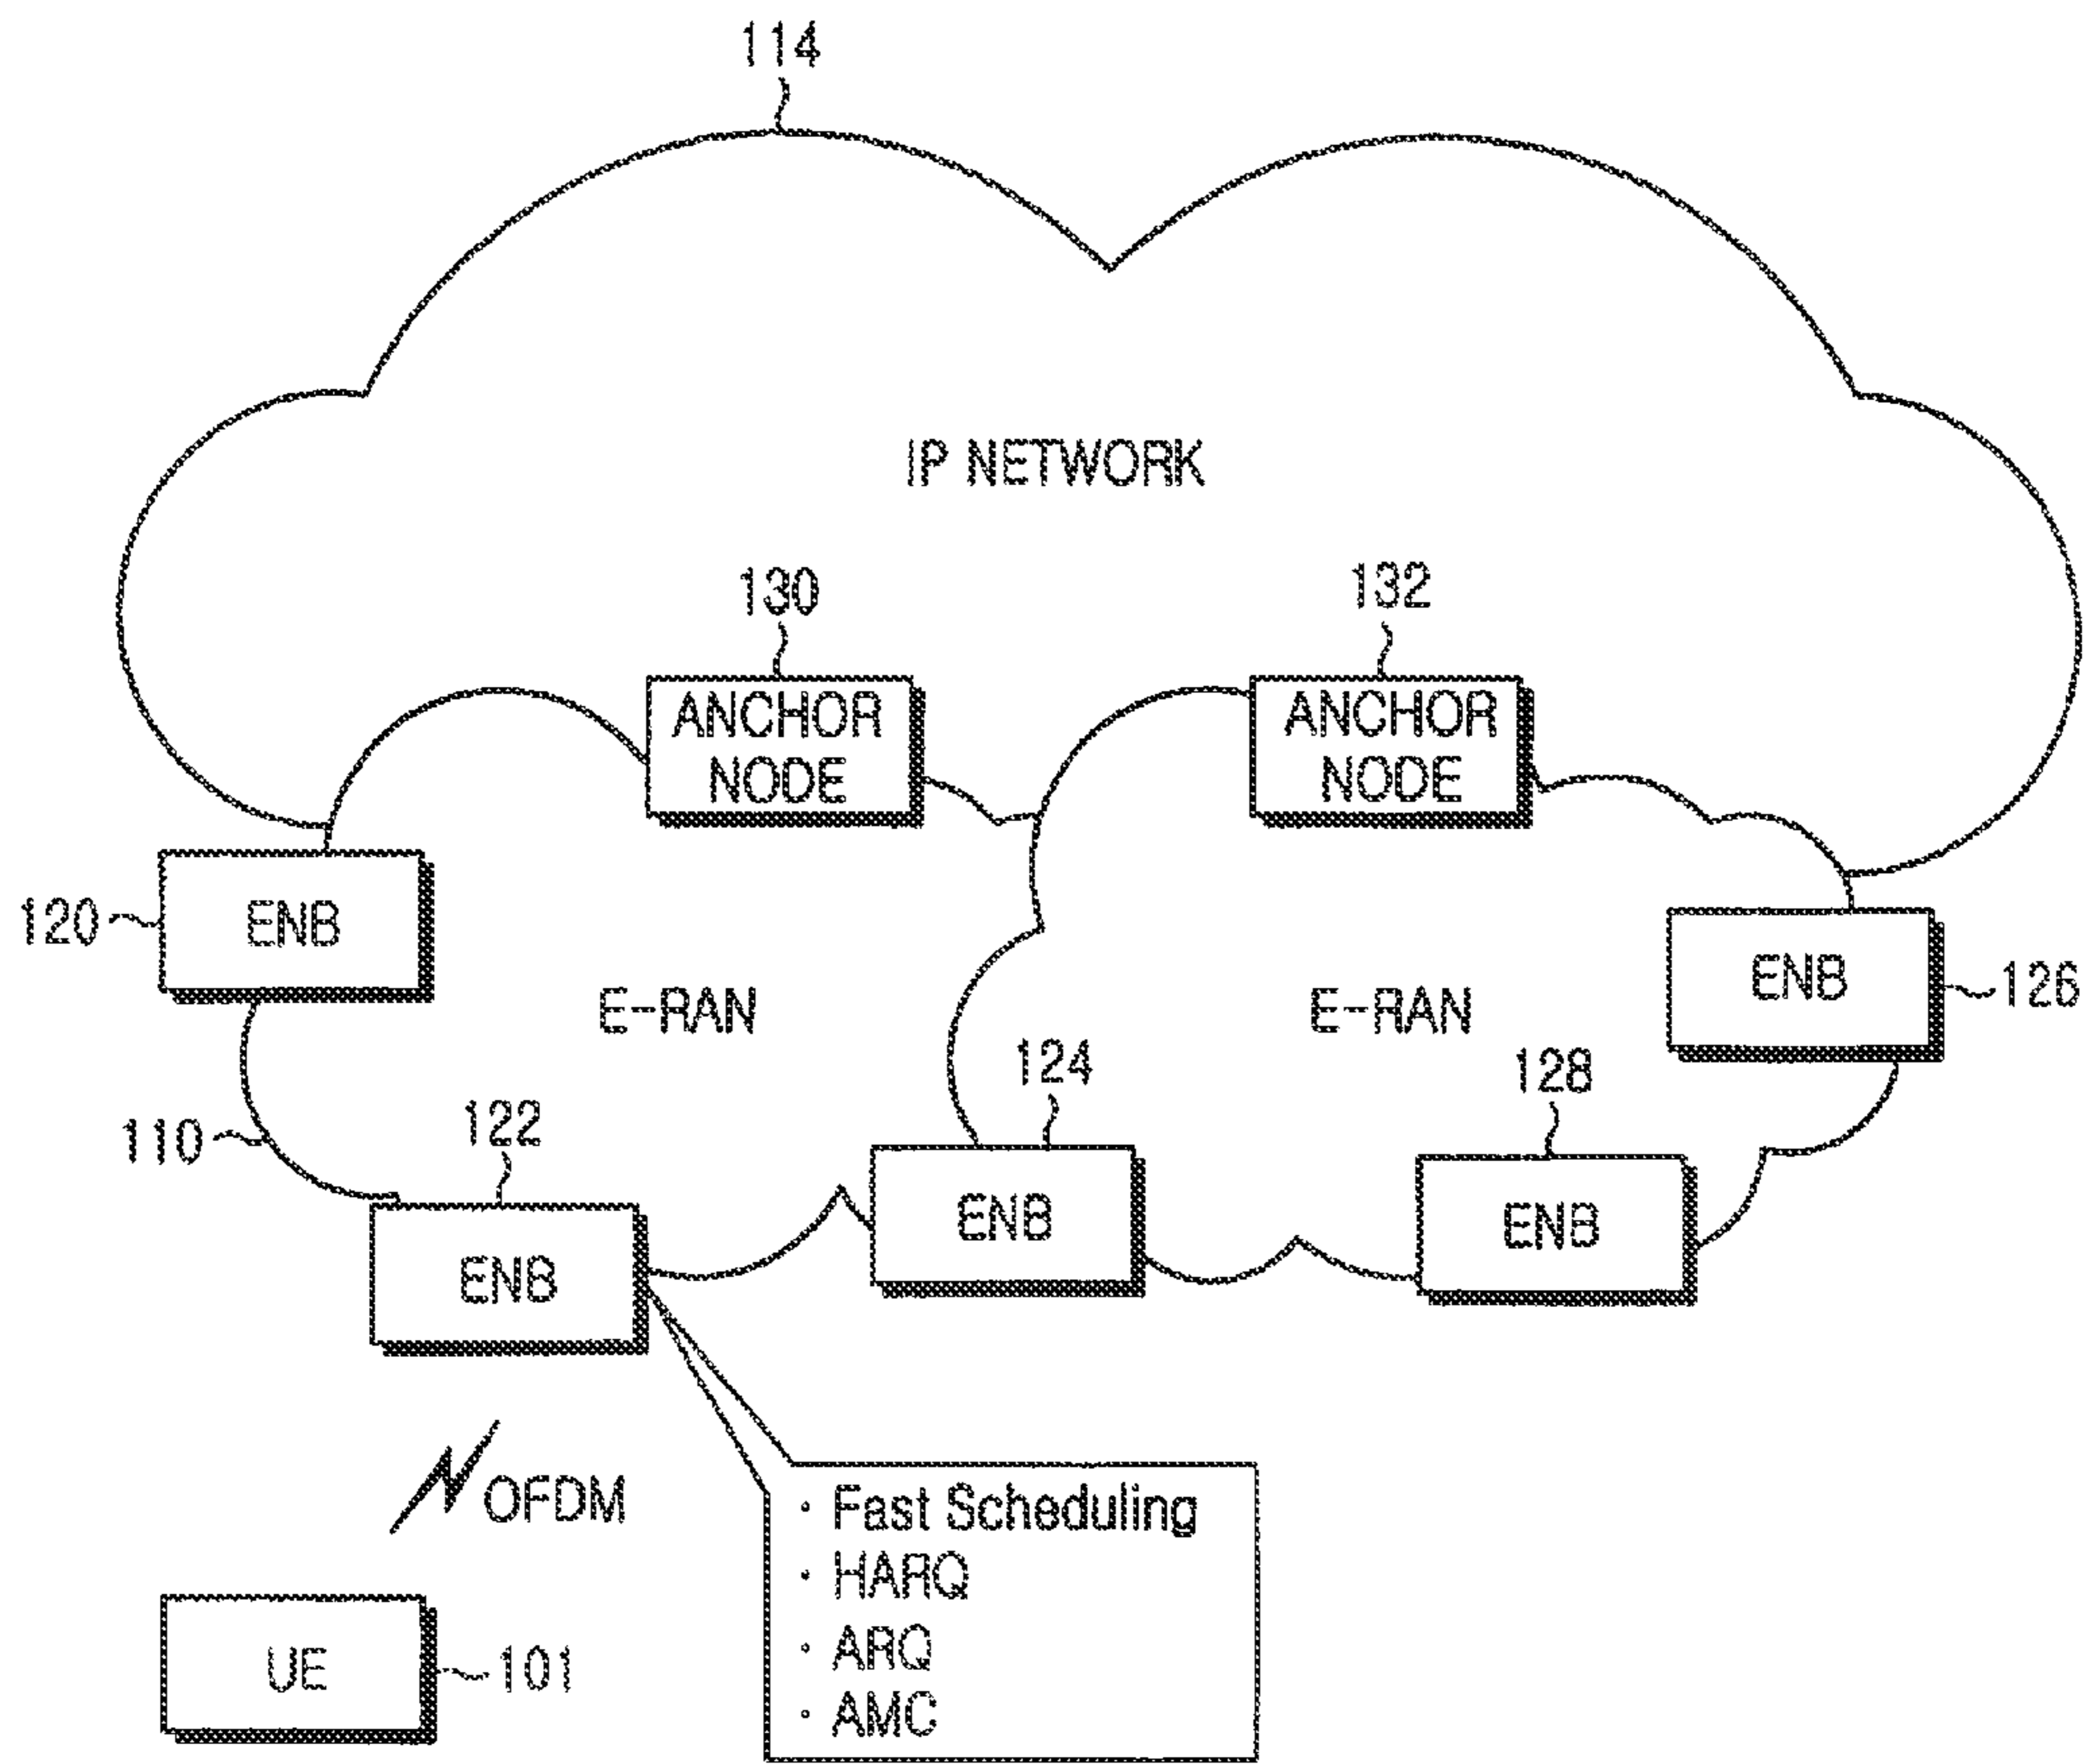 114
IP NETWORK
130
132
ANCHOR
NODE
ANCHOR
NODE
120
ENB
E-RAN
E-RAN
ENB
126
110
122
124
128
ENB
ENB
ENB
OFDM
· Fast Scheduling
· HARQ
· ARQ
· AMC
UE
101